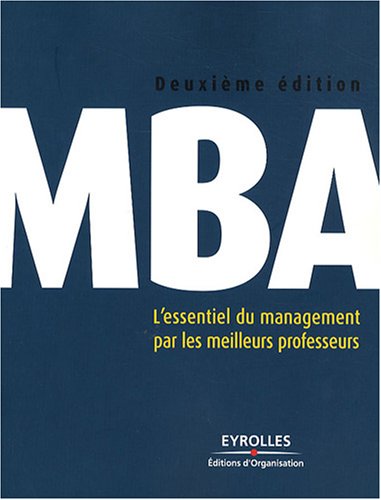 Deuxième édition
MBA
L'essentiel du management
par les meilleurs professeurs
EYROLLES
Éditions d'Organisation